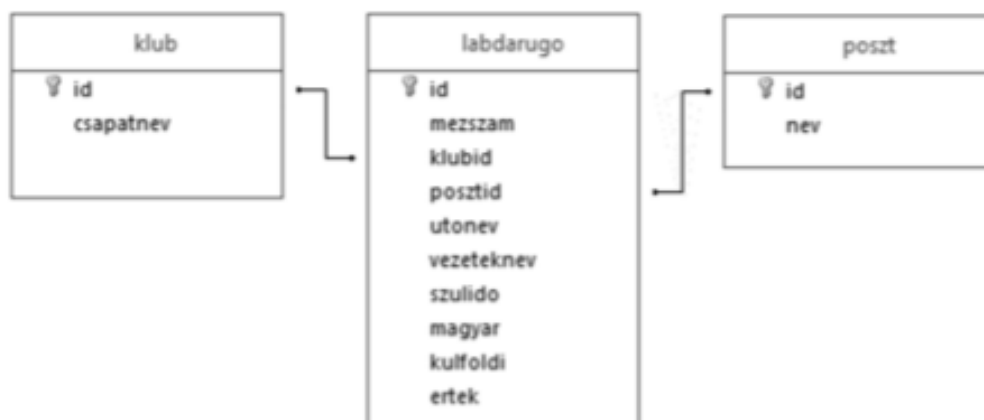 klub
id
csapatnev
labdarugo
id
mezszam
klubid
posztid
utonev
vezeteknev
szulido
magyar
kulfoldi
ertek
poszt
id
nev